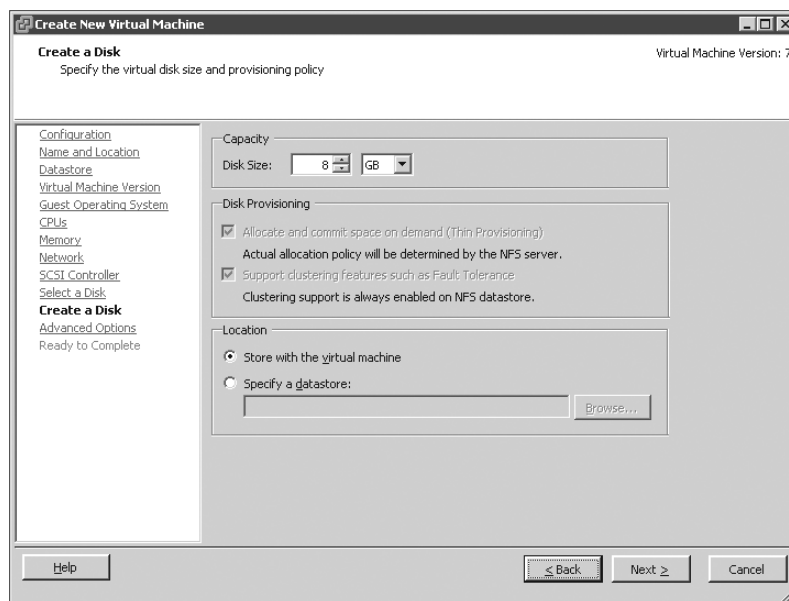 Create New Virtual Machine
Create a Disk
Specify the virtual disk size and provisioning policy
Virtual Machine Version: 7
Configuration
Name and Location
Datastore
Virtual Machine Version
Guest Operating System
CPUs
Memory
Network
SCSI Controller
Select a Disk
Create a Disk
Advanced Options
Ready to Complete
Capacity
Disk Size: 8 GB
Disk Provisioning
Allocate and commit space on demand (Thin Provisioning)
Actual allocation policy will be determined by the NFS server.
Support clustering features such as Fault Tolerance
Clustering support is always enabled on NFS datastore.
Location
Store with the virtual machine
Specify a datastore:
Browse...
Help
< Back
Next >
Cancel